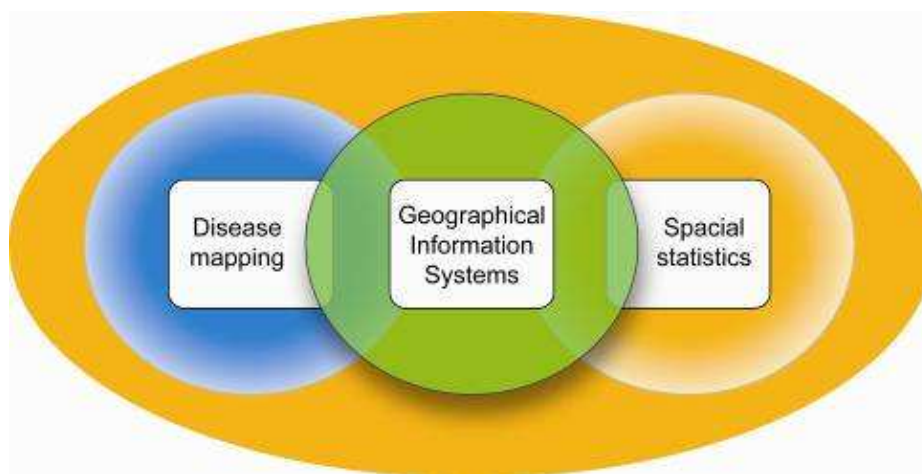 Disease
mapping
Geographical
Information
Systems
Spacial
statistics